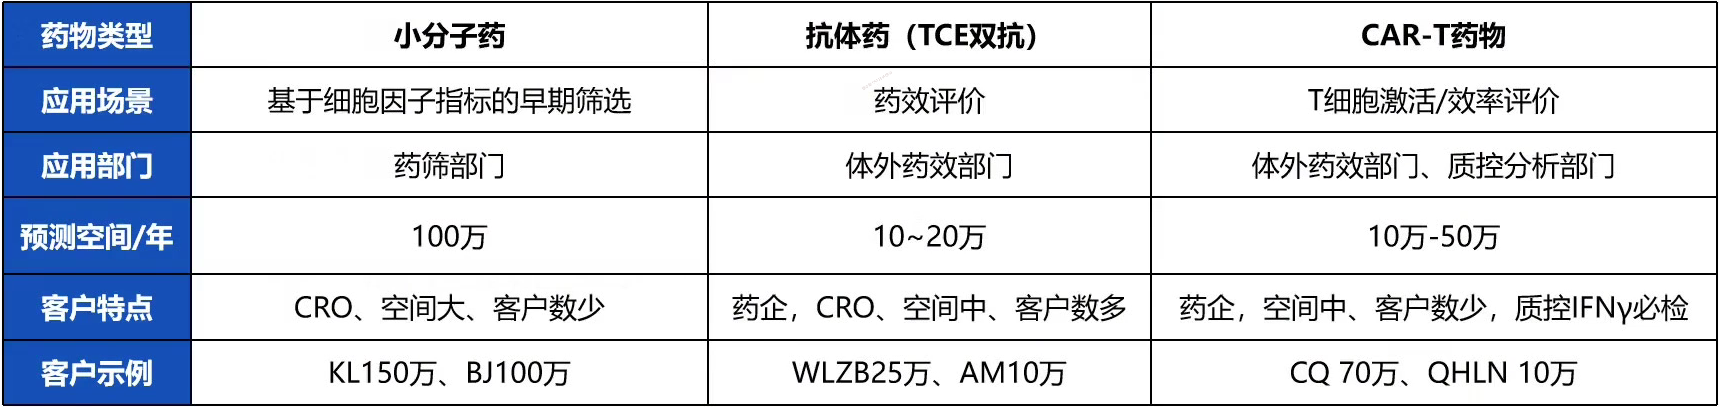 药物类型 小分子药 抗体药（TCE双抗） CAR-T药物
应用场景 基于细胞因子指标的早期筛选 药效评价 T细胞激活/效率评价
应用部门 药筛部门 体外药效部门 体外药效部门、质控分析部门
预测空间/年 100万 10~20万 10万-50万
客户特点 CRO、空间大、客户数少 药企，CRO、空间中、客户数多 药企，空间中、客户数少，质控IFNγ必检
客户示例 KL150万、BJ100万 WLZB25万、AM10万 CQ 70万、QHLN 10万